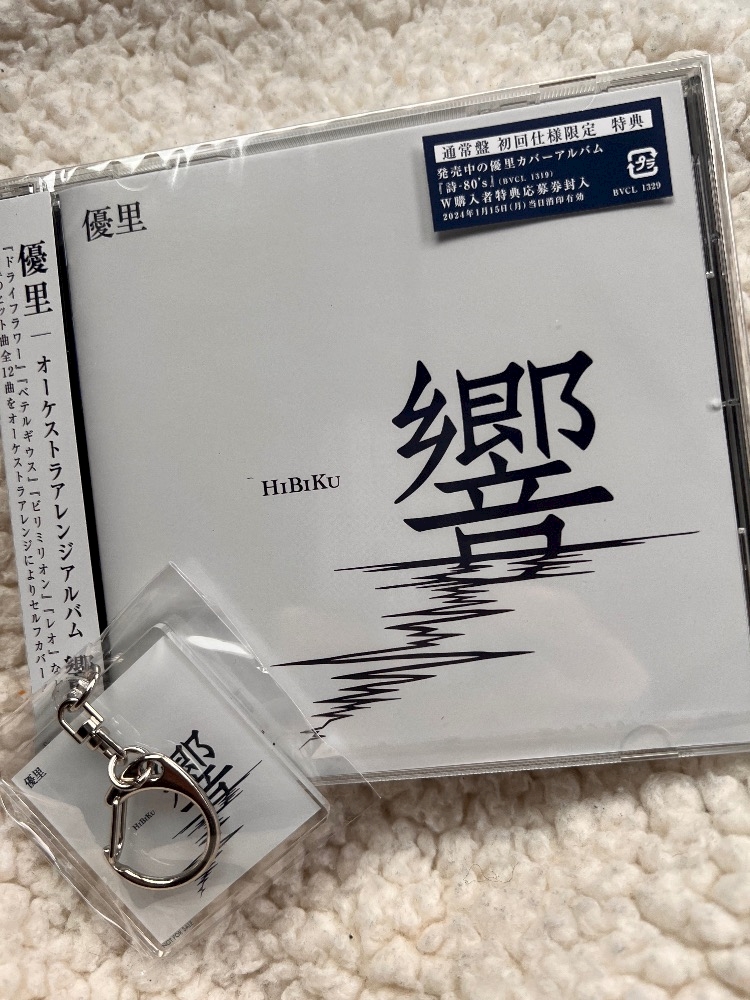 通常盤 初回仕様限定 特典
発売中の優里カバーアルバム
『詩-80's』(BVCL 1319)
W購入者特典応募券封入
2024年1月15日(月)当日消印有効
BVCL 1329
優里
響
HIBIKU
優里 ― オーケストラアレンジアルバム 響
『ドライフラワー』『ベテルギウス』『ビリミリオン』『レオ』など
ヒット曲全12曲をオーケストラアレンジによりセルフカバー
優里
響
HIBIKU
NOT FOR SALE